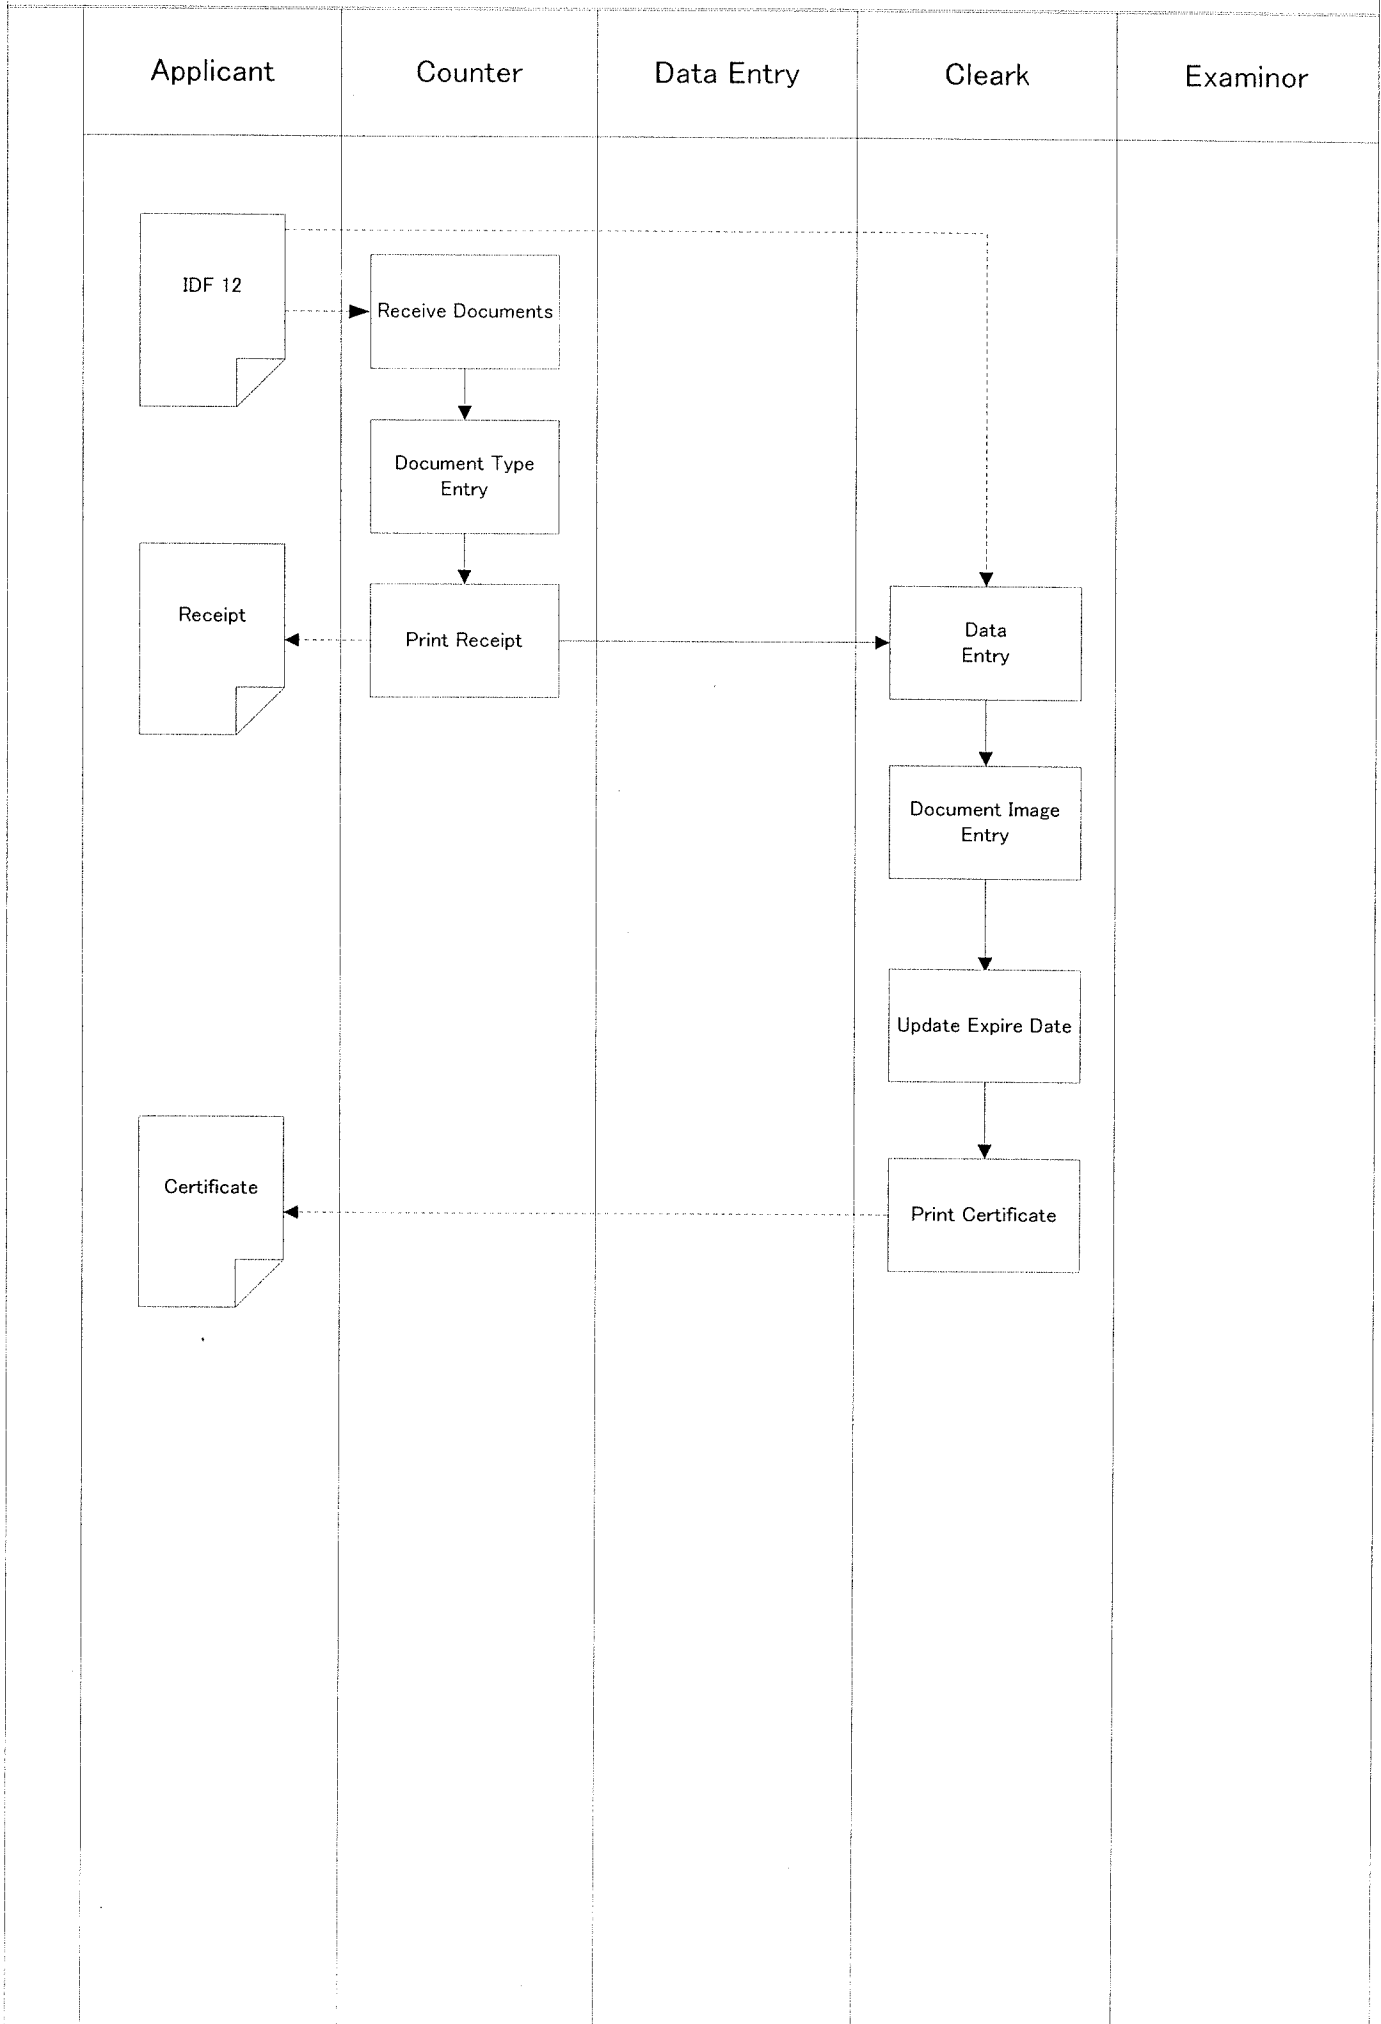 Applicant
Counter
Data Entry
Cleark
Examinor
IDF 12
Receive Documents
Document Type
Entry
Receipt
Print Receipt
Data
Entry
Document Image
Entry
Update Expire Date
Certificate
Print Certificate